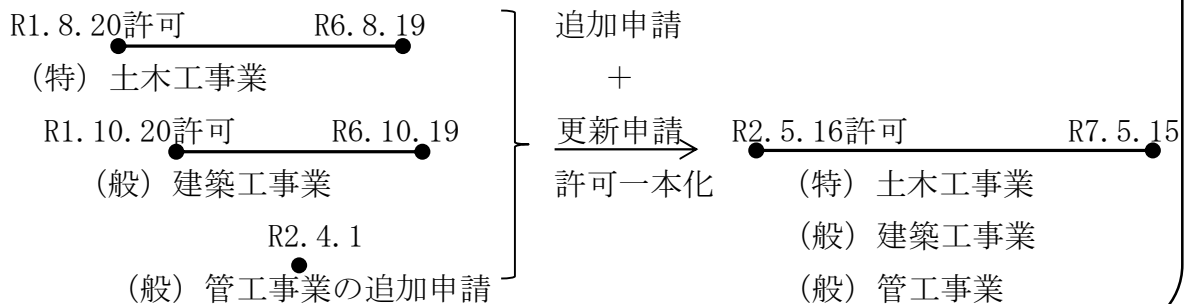 R1.8.20許可 R6.8.19
(特)土木工事業
R1.10.20許可 R6.10.19
(般)建築工事業
R2.4.1
(般)管工事業の追加申請
追加申請
+
更新申請
許可一本化
R2.5.16許可 R7.5.15
(特)土木工事業
(般)建築工事業
(般)管工事業